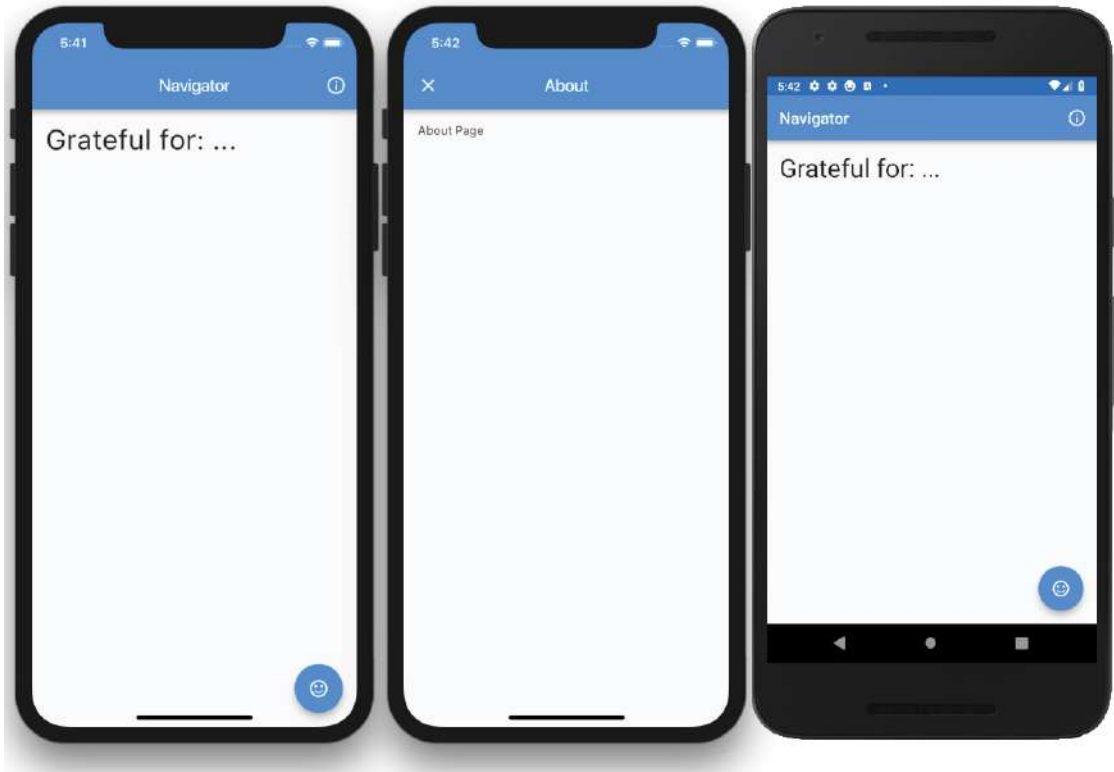 5:41
Navigator
Grateful for: ...
5:42
About
About Page
5:42
Navigator
Grateful for: ...